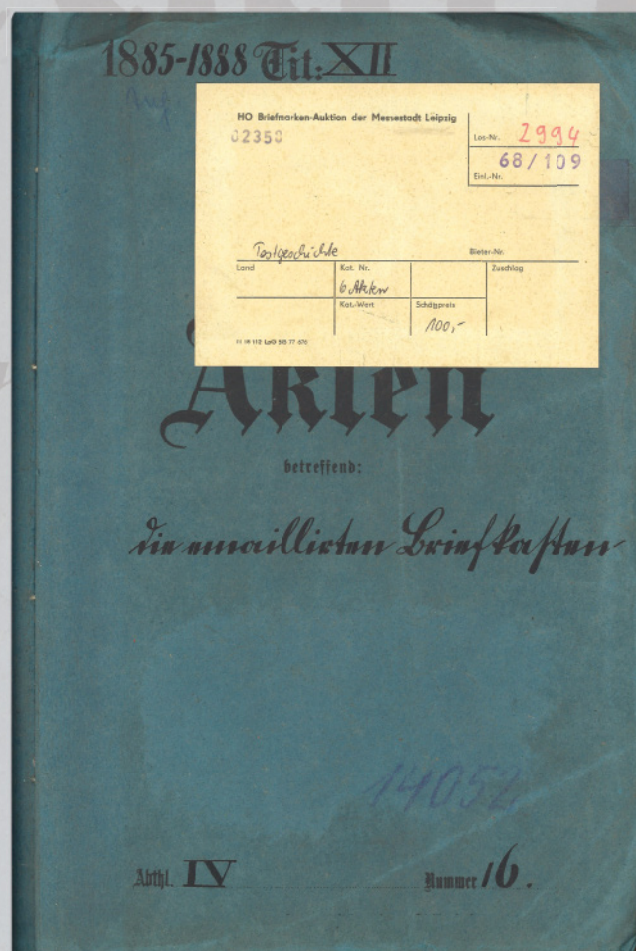 1885-1888 Tit: XII
HO Briefmarken-Auktion der Messestadt Leipzig
02350
Los-Nr. 2994
68/109
Einl.-Nr.
Postgeschichte
Bieter-Nr.
Land Kat. Nr. Zuschlag
6 Akten
Kat.-Wert Schätzpreis
100,-
Akten
betreffend:
die emaillirten Briefkasten
14052
Abthl. IV Nummer 16.